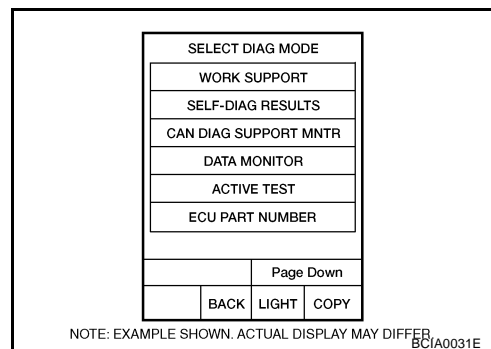 SELECT DIAG MODE
WORK SUPPORT
SELF-DIAG RESULTS
CAN DIAG SUPPORT MNTR
DATA MONITOR
ACTIVE TEST
ECU PART NUMBER
Page Down
BACK LIGHT COPY
NOTE: EXAMPLE SHOWN. ACTUAL DISPLAY MAY DIFFER.
BCIA0031E